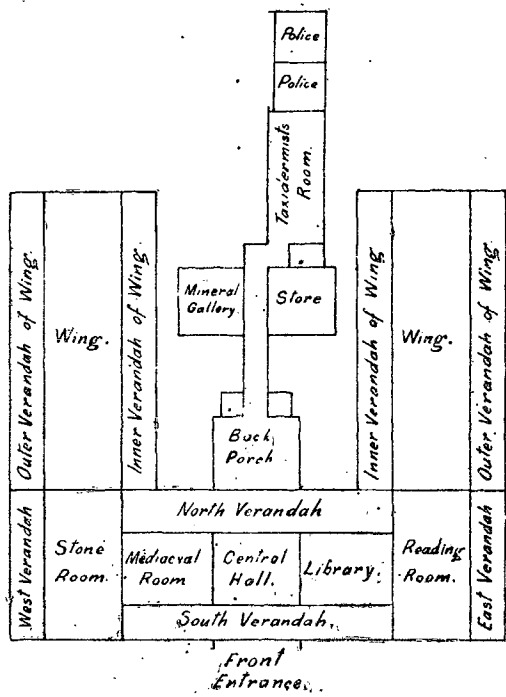 Police
Police
Taxidermists
Room.
Mineral
Gallery
Store
Outer Verandah of Wing.
Wing.
Inner Verandah of Wing.
Inner Verandah of Wing.
Wing.
Outer Verandah of Wing.
Back
Porch
North Verandah
West Verandah
Stone
Room.
Mediaeval
Room
Central
Hall.
Library.
Reading
Room.
East Verandah
South Verandah.
Front
Entrance.